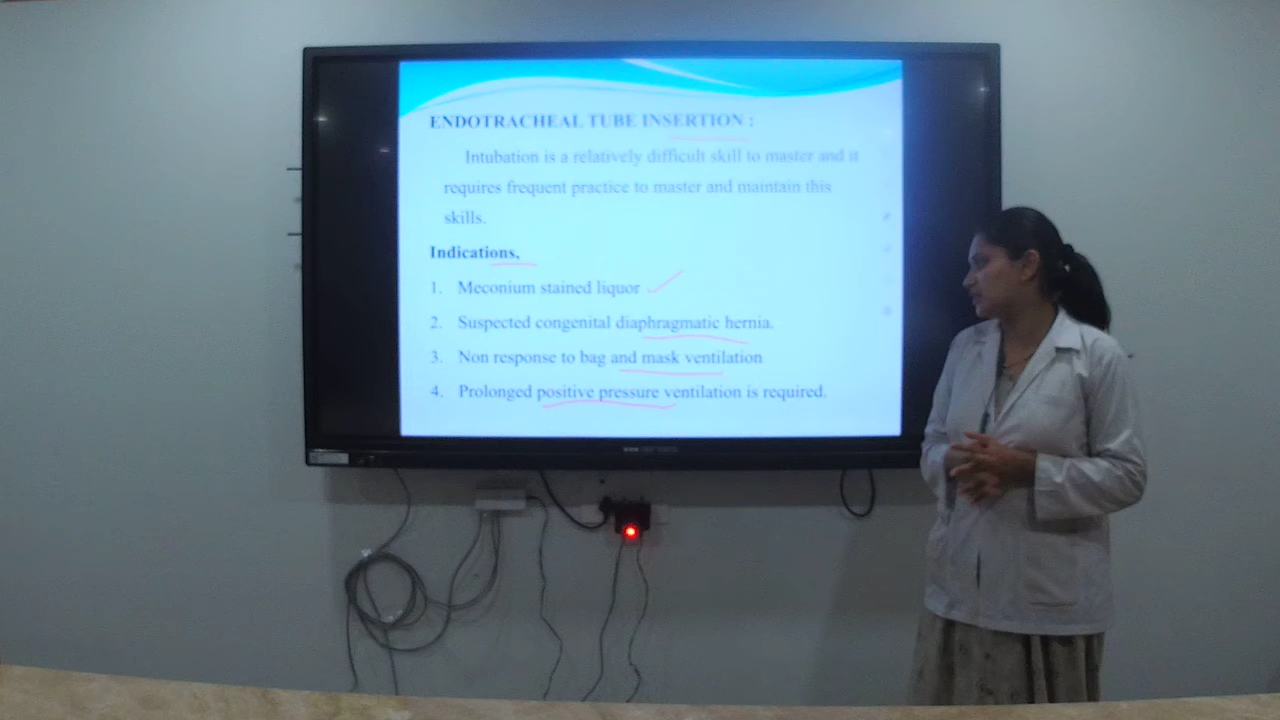 ENDOTRACHEAL TUBE INSERTION :
Intubation is a relatively difficult skill to master and it
requires frequent practice to master and maintain this
skills.
Indications.
1. Meconium stained liquor
2. Suspected congenital diaphragmatic hernia.
3. Non response to bag and mask ventilation
4. Prolonged positive pressure ventilation is required.